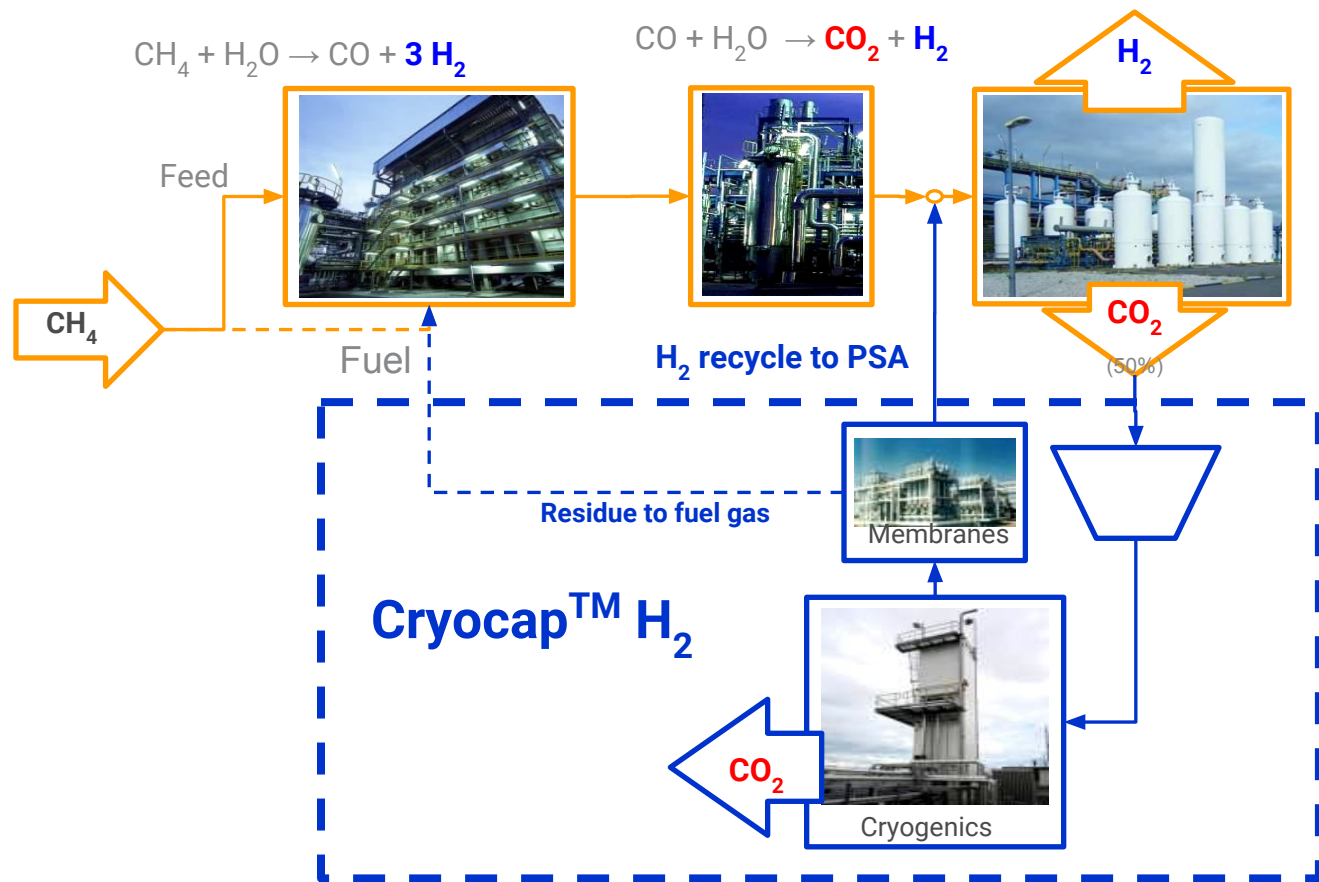 CH₄ + H₂O → CO + 3 H₂
CO + H₂O → CO₂ + H₂
H₂
Feed
CH₄
Fuel
H₂ recycle to PSA
CO₂
(50%)
Membranes
Residue to fuel gas
Cryocap™ H₂
CO₂
Cryogenics